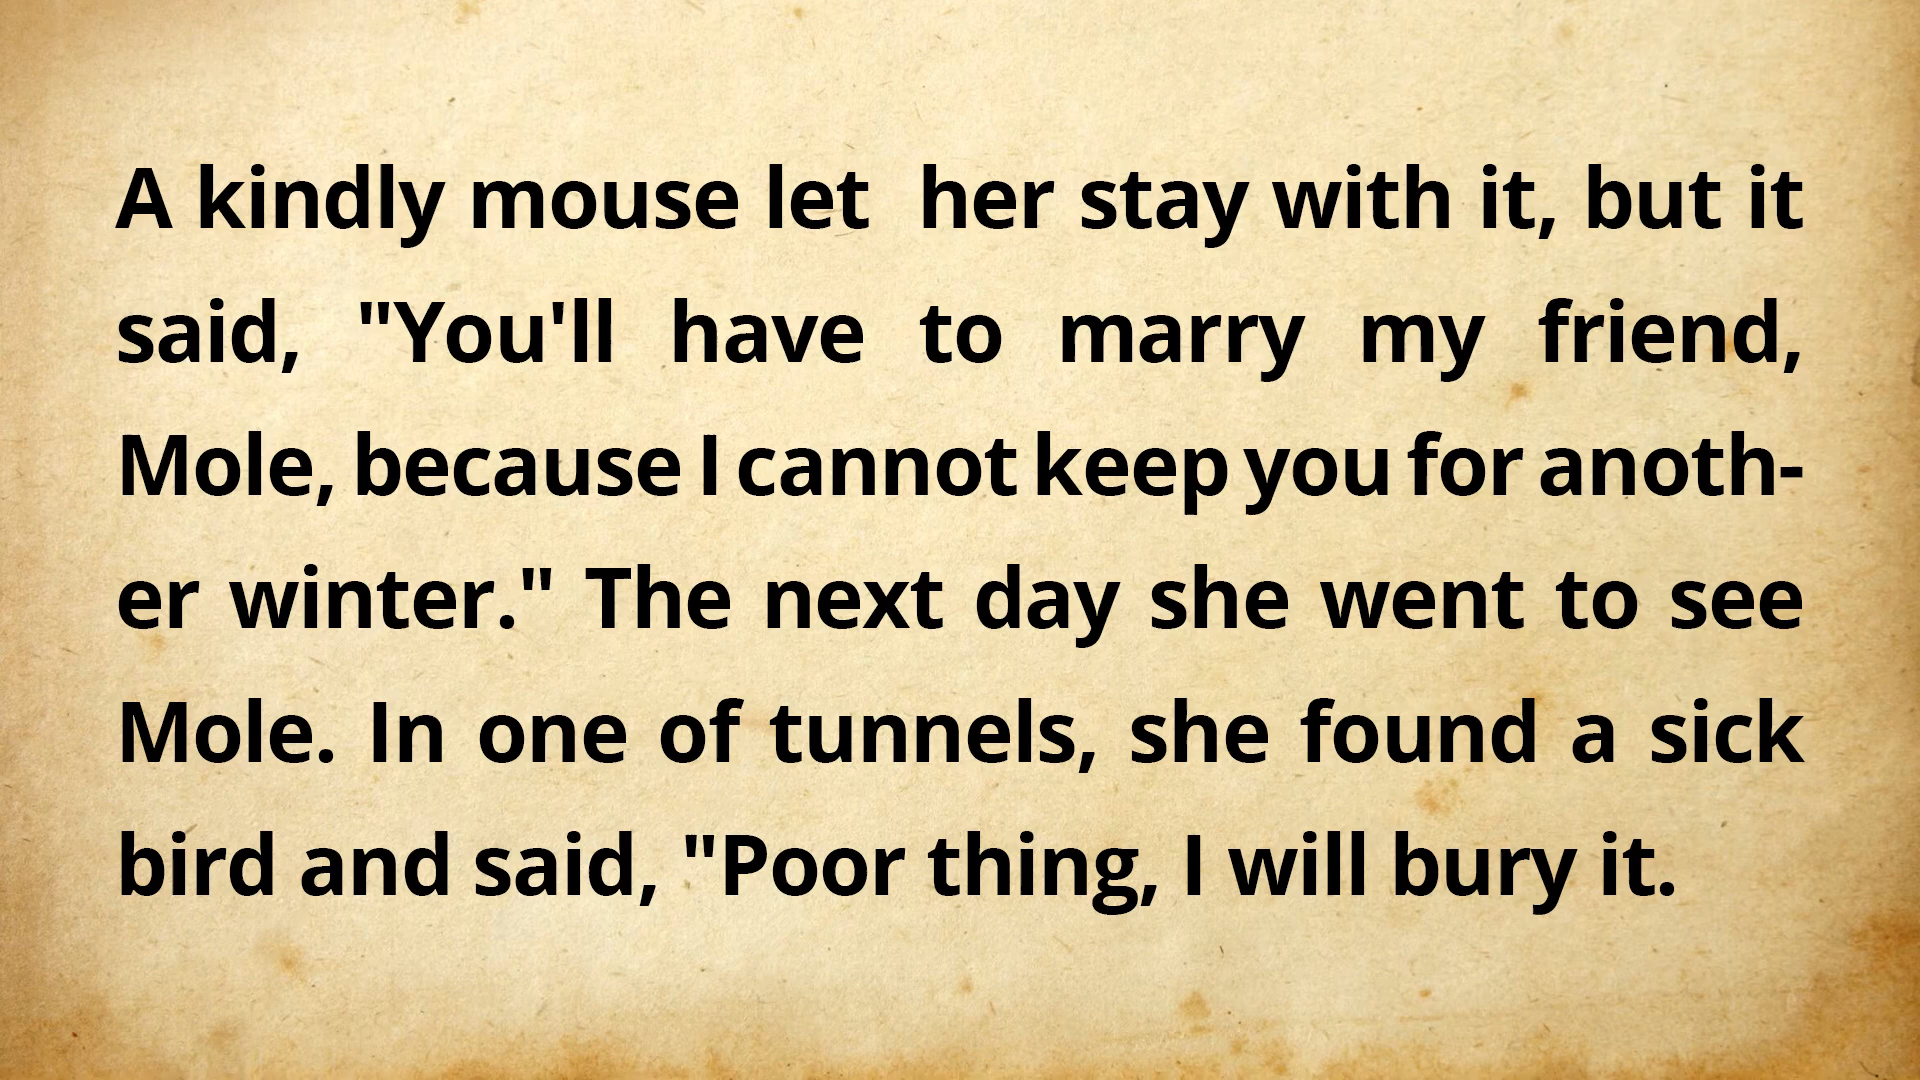 A kindly mouse let  her stay with it, but it
said, "You'll have to marry my friend,
Mole, because I cannot keep you for anoth-
er winter." The next day she went to see
Mole. In one of tunnels, she found a sick
bird and said, "Poor thing, I will bury it.